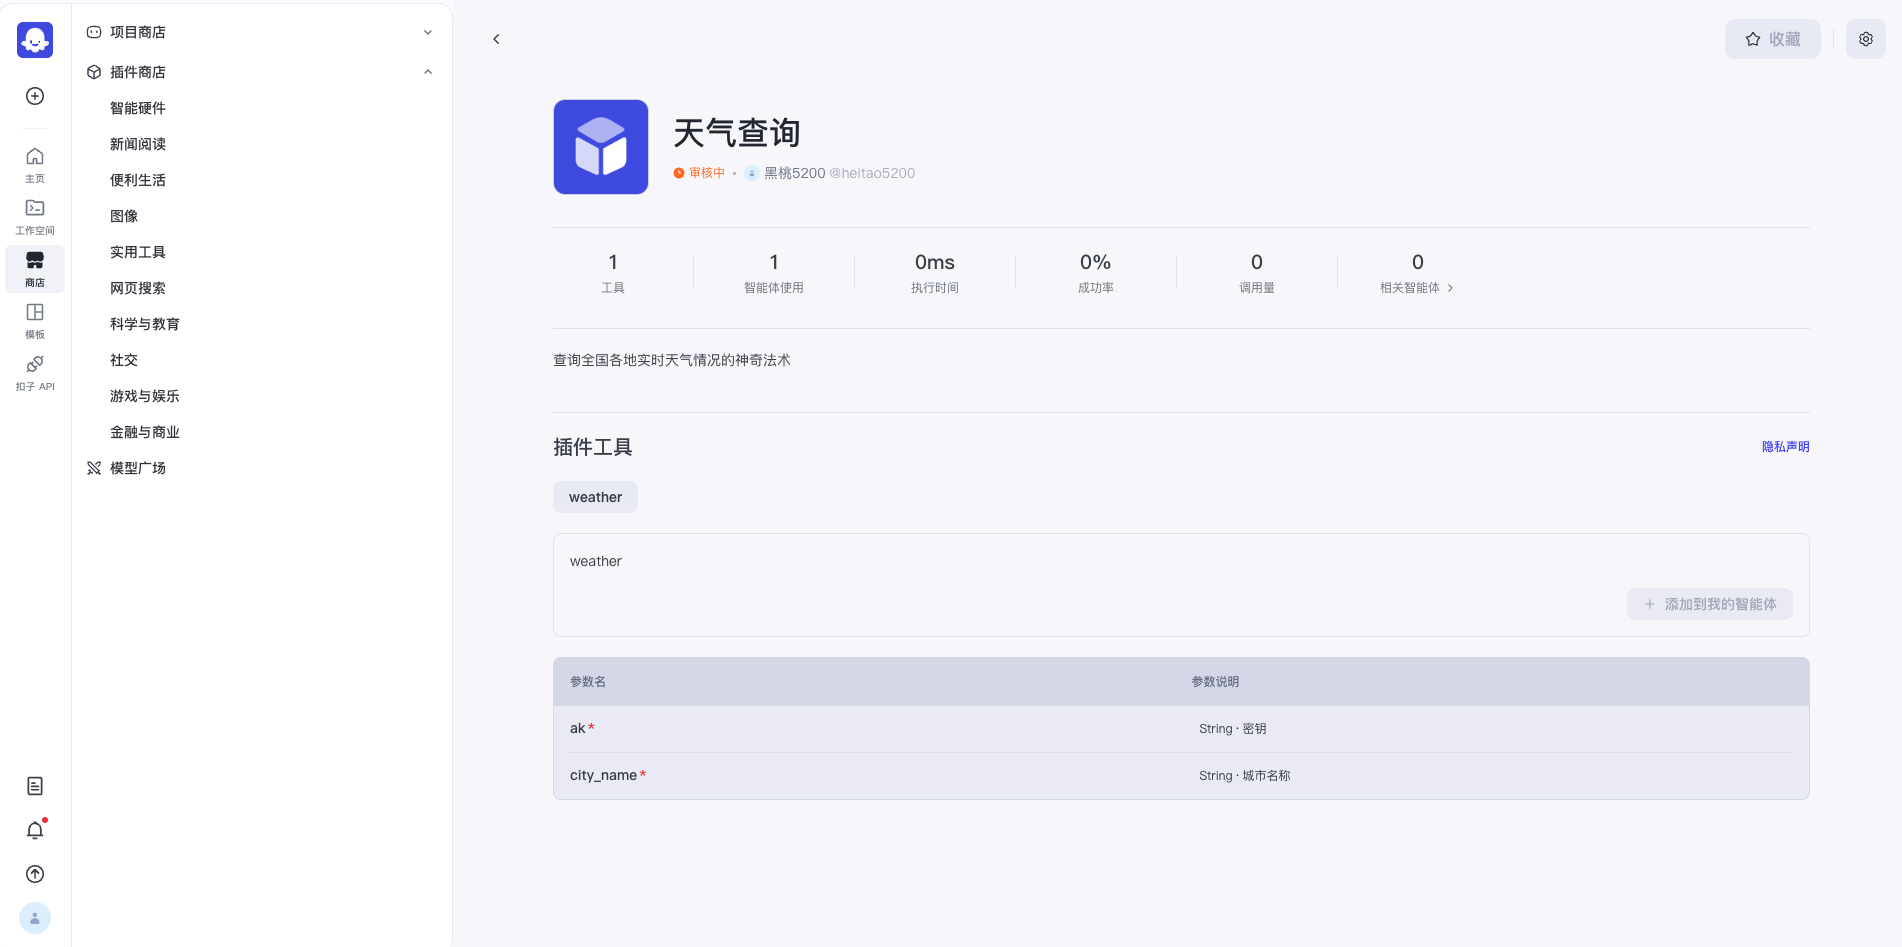 主页
工作空间
商店
模板
扣子 API
项目商店
插件商店
智能硬件
新闻阅读
便利生活
图像
实用工具
网页搜索
科学与教育
社交
游戏与娱乐
金融与商业
模型广场
收藏
天气查询
审核中 • 黑桃5200 @heitao5200
1
工具
1
智能体使用
0ms
执行时间
0%
成功率
0
调用量
0
相关智能体
查询全国各地实时天气情况的神奇法术
插件工具
隐私声明
weather
weather
添加到我的智能体
参数名 参数说明
ak* String · 密钥
city_name* String · 城市名称